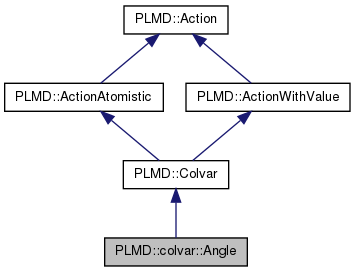 PLMD::Action
PLMD::ActionAtomistic
PLMD::ActionWithValue
PLMD::Colvar
PLMD::colvar::Angle